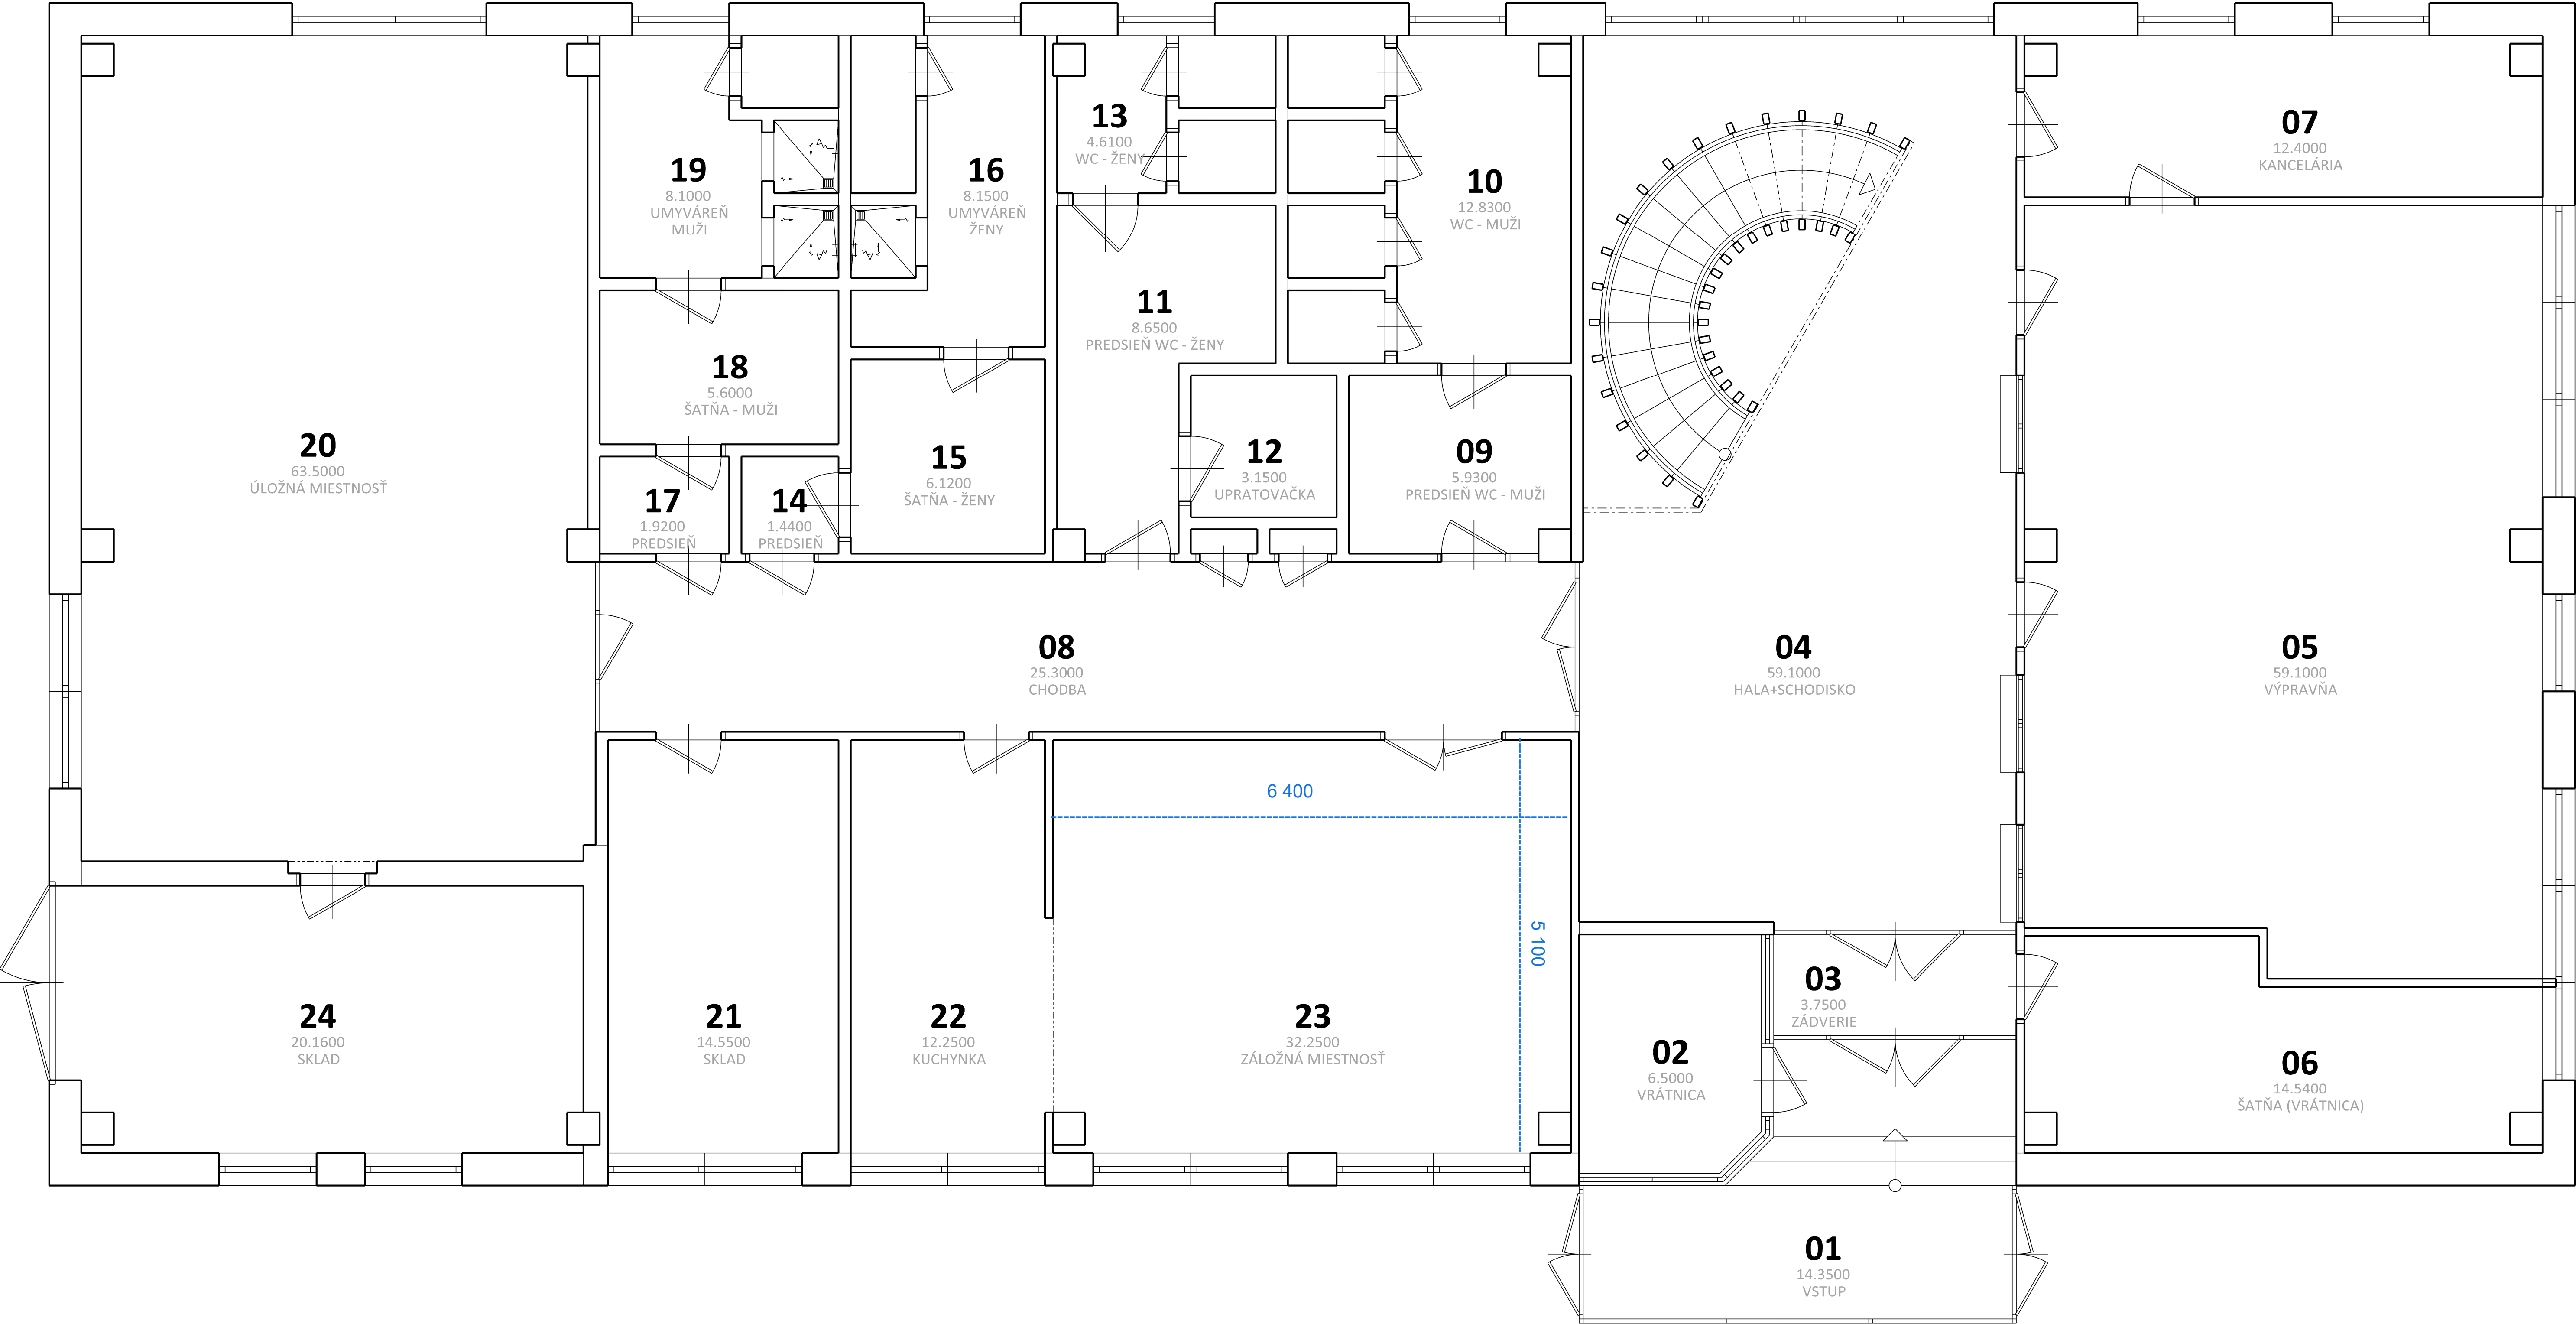 07
12.4000
KANCELÁRIA
13
4.6100
WC - ŽENY
19
8.1000
UMYVÁREŇ
MUŽI
16
8.1500
UMYVÁREŇ
ŽENY
10
12.8300
WC - MUŽI
11
8.6500
PREDSIEŇ WC - ŽENY
18
5.6000
ŠATŇA - MUŽI
20
63.5000
ÚLOŽNÁ MIESTNOSŤ
15
6.1200
ŠATŇA - ŽENY
12
3.1500
UPRATOVAČKA
09
5.9300
PREDSIEŇ WC - MUŽI
17
1.9200
PREDSIEŇ
14
1.4400
PREDSIEŇ
08
25.3000
CHODBA
04
59.1000
HALA+SCHODISKO
05
59.1000
VÝPRAVŇA
6 400
5 100
03
3.7500
ZÁDVERIE
24
20.1600
SKLAD
21
14.5500
SKLAD
22
12.2500
KUCHYNKA
23
32.2500
ZÁLOŽNÁ MIESTNOSŤ
02
6.5000
VRÁTNICA
06
14.5400
ŠATŇA (VRÁTNICA)
01
14.3500
VSTUP